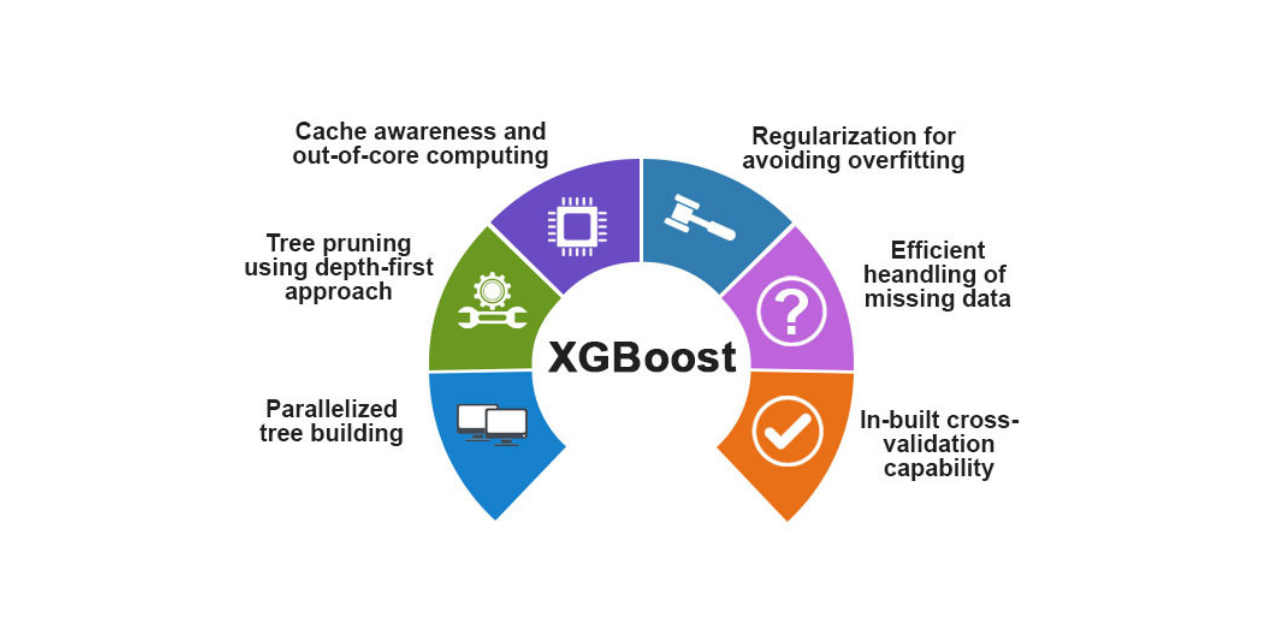 Cache awareness and
out-of-core computing
Regularization for
avoiding overfitting
Tree pruning
using depth-first
approach
Efficient
heandling of
missing data
XGBoost
Parallelized
tree building
In-built cross-
validation
capability